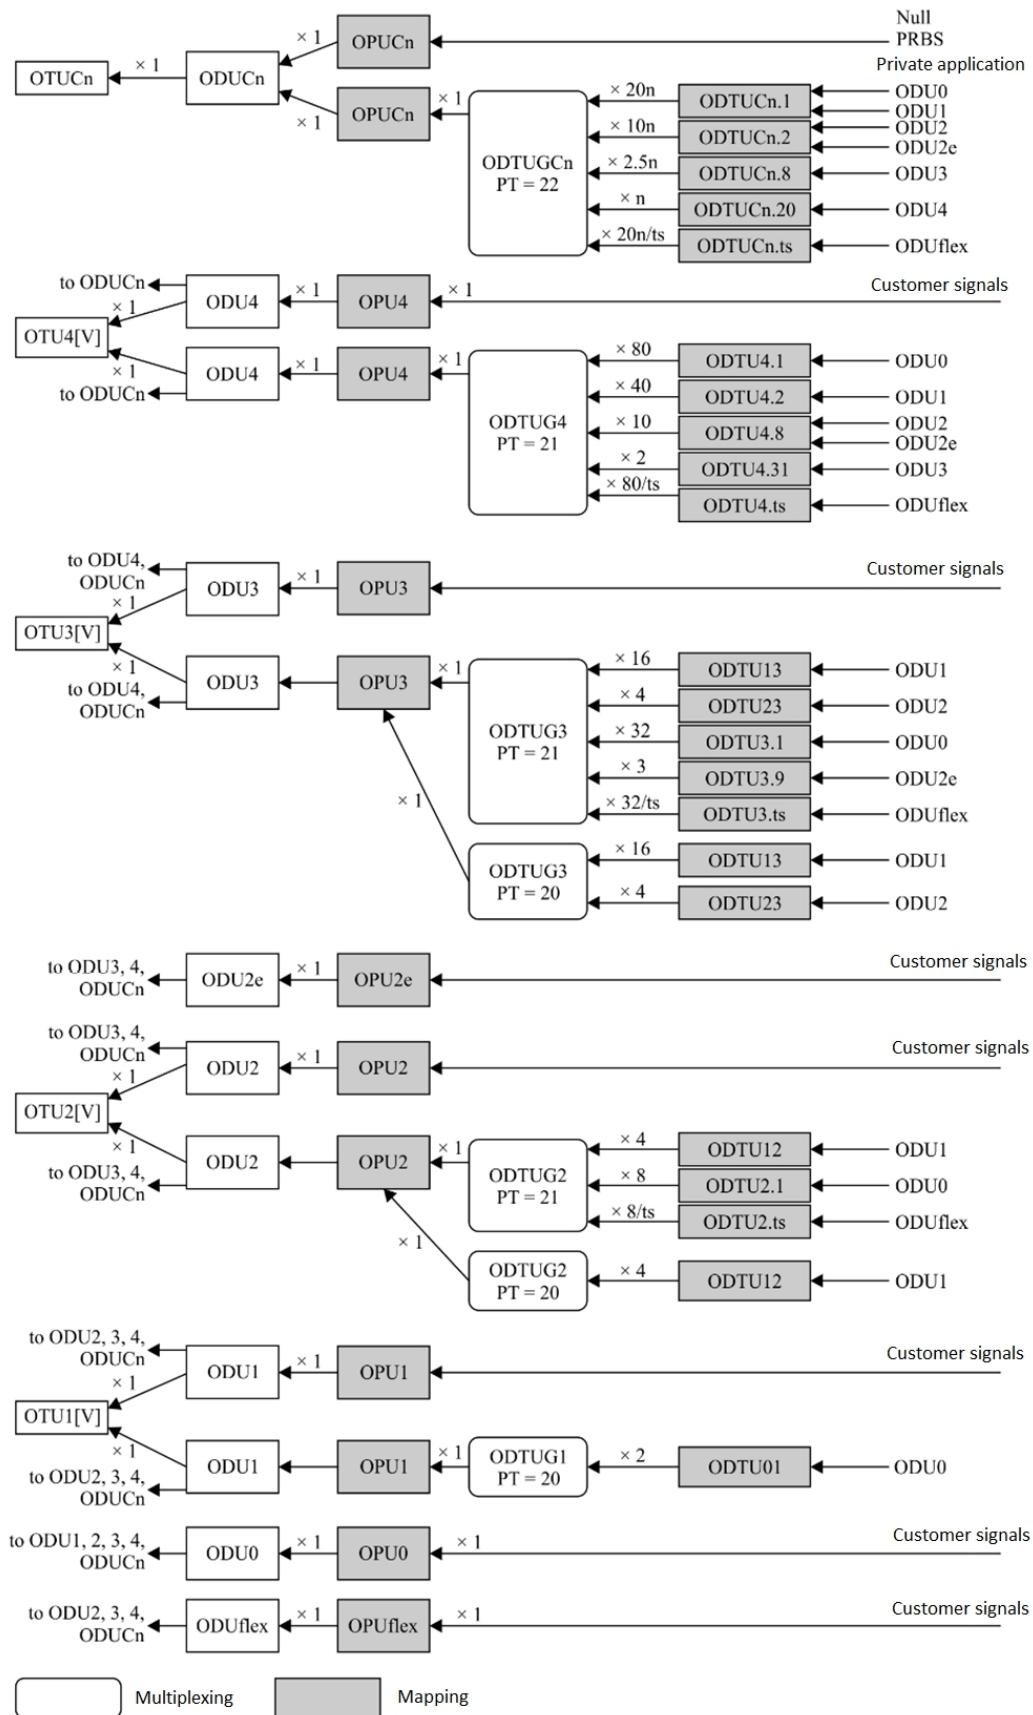 Null
PRBS
Private application
OTUCn
× 1
ODUCn
× 1
OPUCn
× 1
OPUCn
× 1
ODTUGCn
PT = 22
× 20n
ODTUCn.1
ODU0
ODU1
× 10n
ODTUCn.2
ODU2
ODU2e
× 2.5n
ODTUCn.8
ODU3
× n
ODTUCn.20
ODU4
× 20n/ts
ODTUCn.ts
ODUflex
to ODUCn
× 1
OTU4[V]
× 1
to ODUCn
ODU4
× 1
OPU4
× 1
Customer signals
ODU4
× 1
OPU4
× 1
ODTUG4
PT = 21
× 80
ODTU4.1
ODU0
× 40
ODTU4.2
ODU1
× 10
ODTU4.8
ODU2
ODU2e
× 2
ODTU4.31
ODU3
× 80/ts
ODTU4.ts
ODUflex
to ODU4,
ODUCn
× 1
OTU3[V]
× 1
to ODU4,
ODUCn
ODU3
× 1
OPU3
Customer signals
ODU3
OPU3
× 1
ODTUG3
PT = 21
× 16
ODTU13
ODU1
× 4
ODTU23
ODU2
× 32
ODTU3.1
ODU0
× 3
ODTU3.9
ODU2e
× 32/ts
ODTU3.ts
ODUflex
× 1
ODTUG3
PT = 20
× 16
ODTU13
ODU1
× 4
ODTU23
ODU2
to ODU3, 4,
ODUCn
ODU2e
× 1
OPU2e
Customer signals
to ODU3, 4,
ODUCn
× 1
OTU2[V]
× 1
to ODU3, 4,
ODUCn
ODU2
× 1
OPU2
Customer signals
ODU2
OPU2
× 1
ODTUG2
PT = 21
× 4
ODTU12
ODU1
× 8
ODTU2.1
ODU0
× 8/ts
ODTU2.ts
ODUflex
× 1
ODTUG2
PT = 20
× 4
ODTU12
ODU1
to ODU2, 3, 4,
ODUCn
× 1
OTU1[V]
× 1
to ODU2, 3, 4,
ODUCn
ODU1
× 1
OPU1
Customer signals
ODU1
OPU1
× 1
ODTUG1
PT = 20
× 2
ODTU01
ODU0
to ODU1, 2, 3, 4,
ODUCn
ODU0
× 1
OPU0
× 1
Customer signals
to ODU2, 3, 4,
ODUCn
ODUflex
× 1
OPUflex
× 1
Customer signals
Multiplexing
Mapping